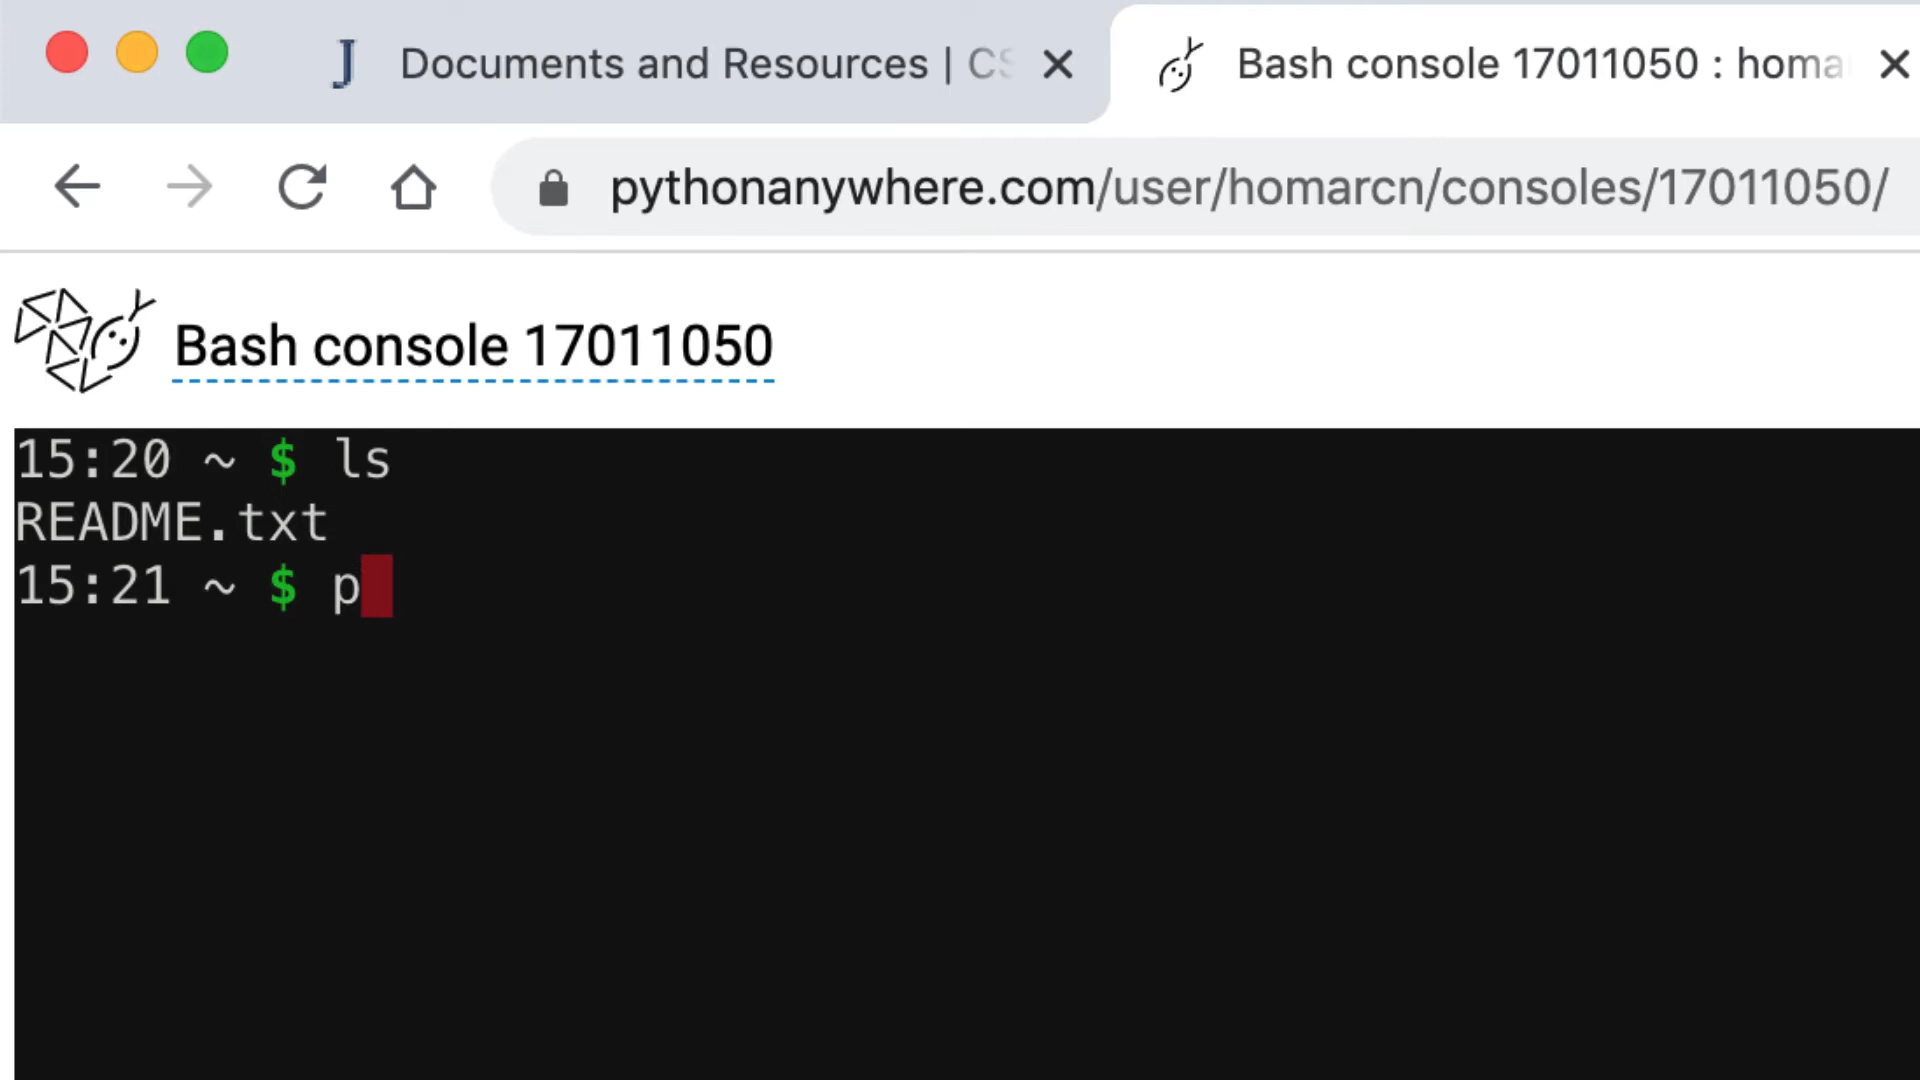 Documents and Resources | CS
Bash console 17011050 : homa
pythonanywhere.com/user/homarcn/consoles/17011050/
Bash console 17011050
15:20 ~ $ ls
README.txt
15:21 ~ $ p